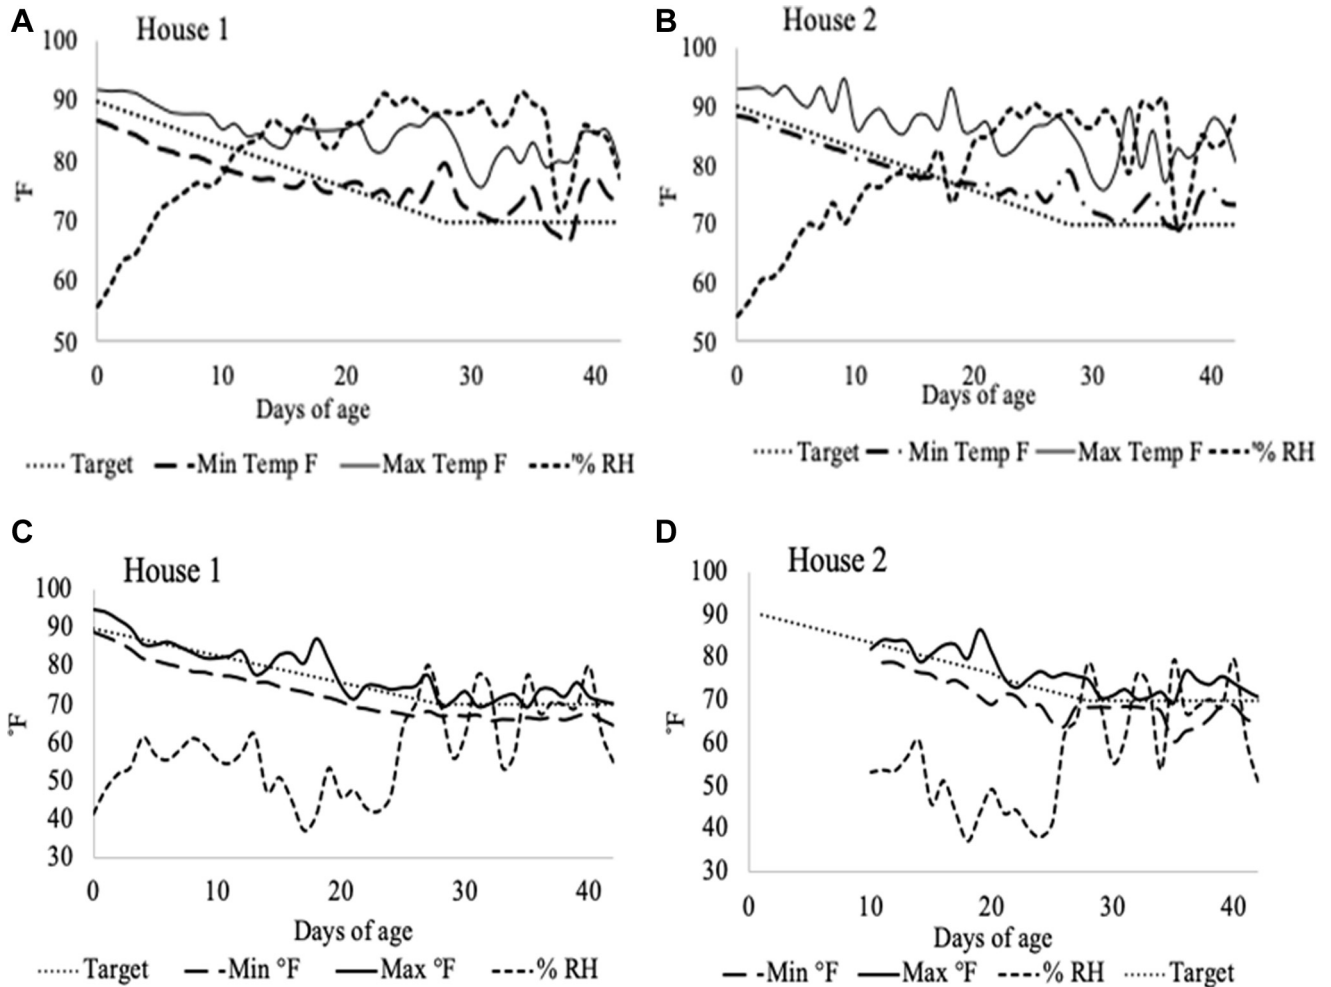 A
House 1
100
90
80
70
60
50
°F
0 10 20 30 40
Days of age
Target Min Temp F Max Temp F % RH
B
House 2
100
90
80
70
60
50
°F
0 10 20 30 40
Days of age
Target Min Temp F Max Temp F % RH
C
House 1
100
90
80
70
60
50
40
30
°F
0 10 20 30 40
Days of age
Target Min °F Max °F % RH
D
House 2
100
90
80
70
60
50
40
30
°F
0 10 20 30 40
Days of age
Min °F Max °F % RH Target